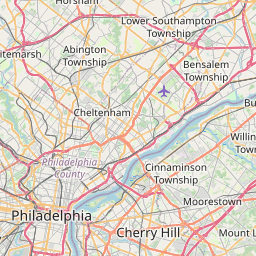 Horsham
Lower Southampton
Township
itemarsh
Abington
Township
Bensalem
Township
Cheltenham
Bu
Willin
Town
Philadelphia
County
Cinnaminson
Township
Moorestown
Philadelphia
Cherry Hill
Mount L